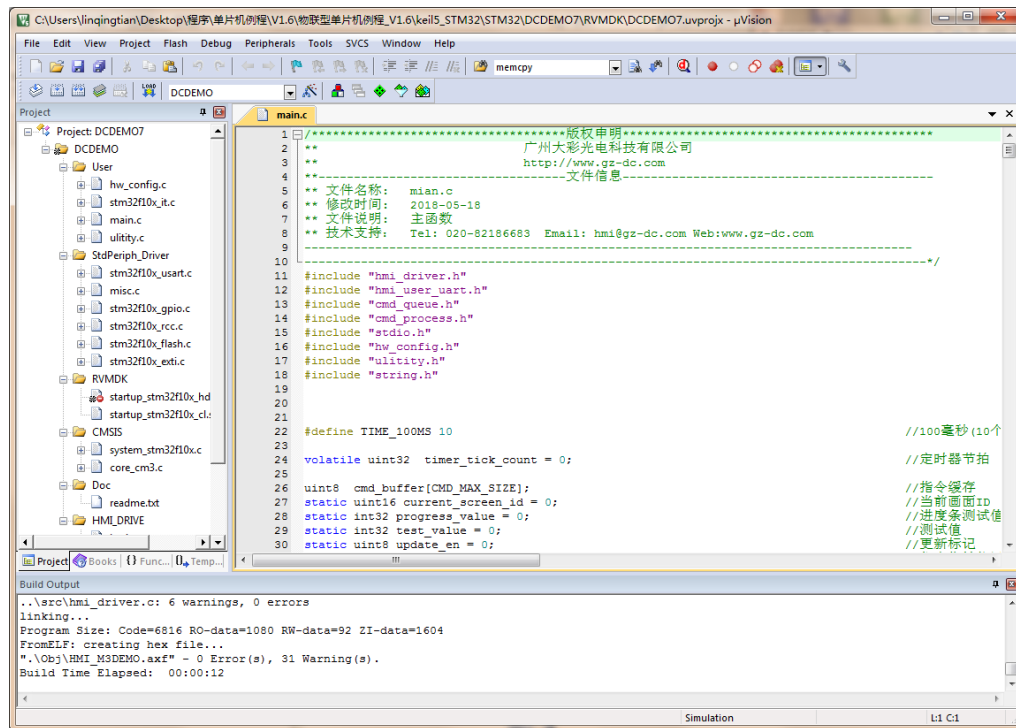 C:\Users\linqingtian\Desktop\程序\单片机例程\V1.6\物联型单片机例程_V1.6\keil5_STM32\STM32\DCDEMO7\RVMDK\DCDEMO7.uvprojx - µVision
File Edit View Project Flash Debug Peripherals Tools SVCS Window Help
memcpy
LOAD DCDEMO
Project
Project: DCDEMO7
DCDEMO
User
hw_config.c
stm32f10x_it.c
main.c
ulitity.c
StdPeriph_Driver
stm32f10x_usart.c
misc.c
stm32f10x_gpio.c
stm32f10x_rcc.c
stm32f10x_flash.c
stm32f10x_exti.c
RVMDK
startup_stm32f10x_hd
startup_stm32f10x_cl.s
CMSIS
system_stm32f10x.c
core_cm3.c
Doc
readme.txt
HMI_DRIVE
Project Books {} Func... 0 Temp...
main.c
1 /************************************版权申明********************************************
2 ** 广州大彩光电科技有限公司
3 ** http://www.gz-dc.com
4 **-----------------------------------文件信息--------------------------------------------
5 ** 文件名称: mian.c
6 ** 修改时间: 2018-05-18
7 ** 文件说明: 主函数
8 ** 技术支持: Tel: 020-82186683 Email: hmi@gz-dc.com Web:www.gz-dc.com
9 --------------------------------------------------------------------------------------
10 ----------------------------------------------------------------------------------------*/
11 #include "hmi_driver.h"
12 #include "hmi_user_uart.h"
13 #include "cmd_queue.h"
14 #include "cmd_process.h"
15 #include "stdio.h"
16 #include "hw_config.h"
17 #include "ulitity.h"
18 #include "string.h"
19
20
21
22 #define TIME_100MS 10 //100毫秒(10个
23
24 volatile uint32 timer_tick_count = 0; //定时器节拍
25
26 uint8 cmd_buffer[CMD_MAX_SIZE]; //指令缓存
27 static uint16 current_screen_id = 0; //当前画面ID
28 static int32 progress_value = 0; //进度条测试值
29 static int32 test_value = 0; //测试值
30 static uint8 update_en = 0; //更新标记
Build Output
..\src\hmi_driver.c: 6 warnings, 0 errors
linking...
Program Size: Code=6816 RO-data=1080 RW-data=92 ZI-data=1604
FromELF: creating hex file...
".\Obj\HMI_M3DEMO.axf" - 0 Error(s), 31 Warning(s).
Build Time Elapsed: 00:00:12
Simulation L:1 C:1